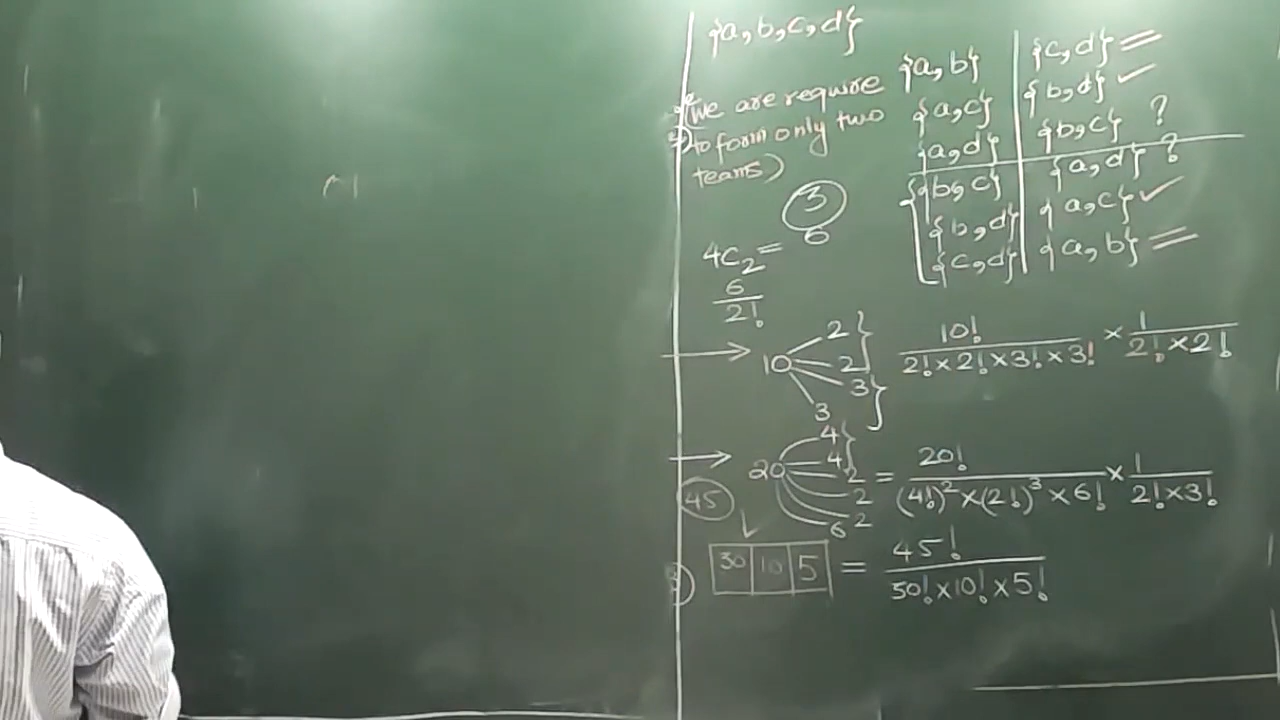 {a,b,c,d}
(we are require
to form only two
teams)
{a,b} | {c,d}
{a,c} | {b,d} ✓
{a,d} | {b,c} ?
{b,c} | {a,d} ?
{b,d} | {a,c} ✓
{c,d} | {a,b}
3
4C₂ = 6
6/2!
10 2 2 3 3
10!/(2!×2!×3!×3!) × 1/(2!×2!)
20 4 4 2 2 2 6 = 20!/((4!)²×(2!)³×6!) × 1/(2!×3!)
45
30 10 5 = 45!/(30!×10!×5!)